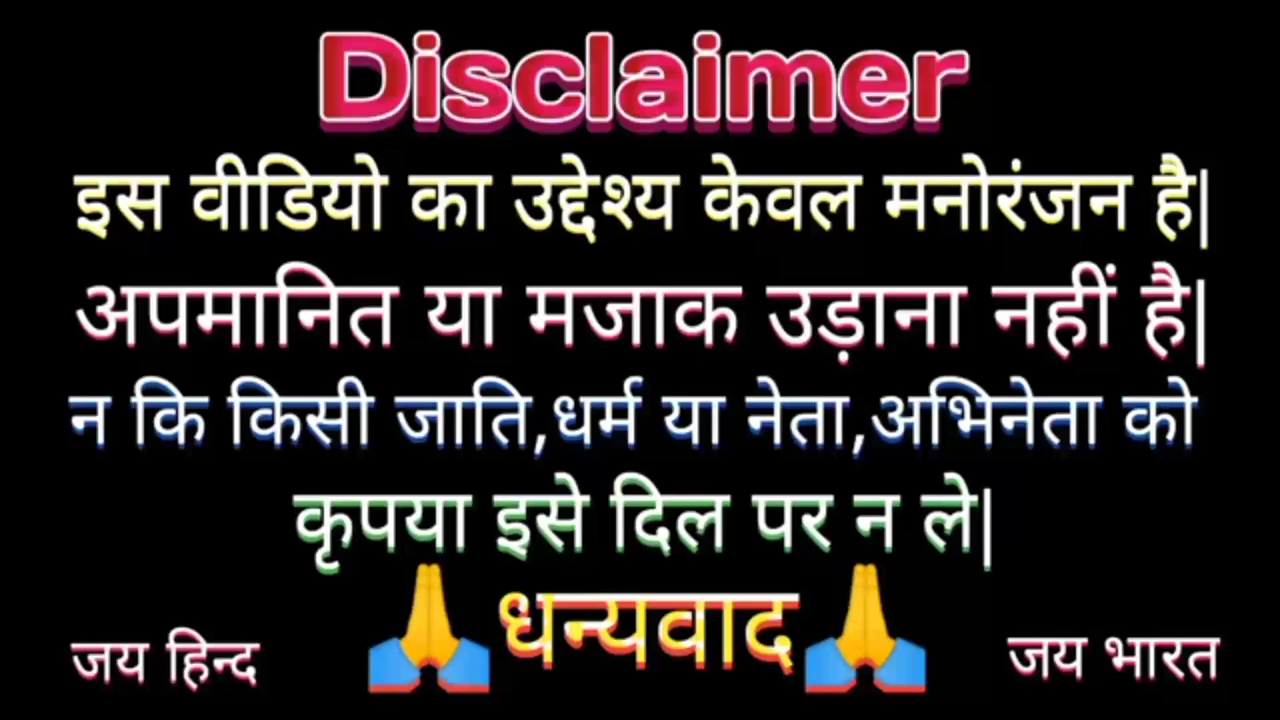 Disclaimer
इस वीडियो का उद्देश्य केवल मनोरंजन है|
अपमानित या मजाक उड़ाना नहीं है|
न कि किसी जाति,धर्म या नेता,अभिनेता को
कृपया इसे दिल पर न ले|
🙏धन्यवाद🙏
जय हिन्द
जय भारत